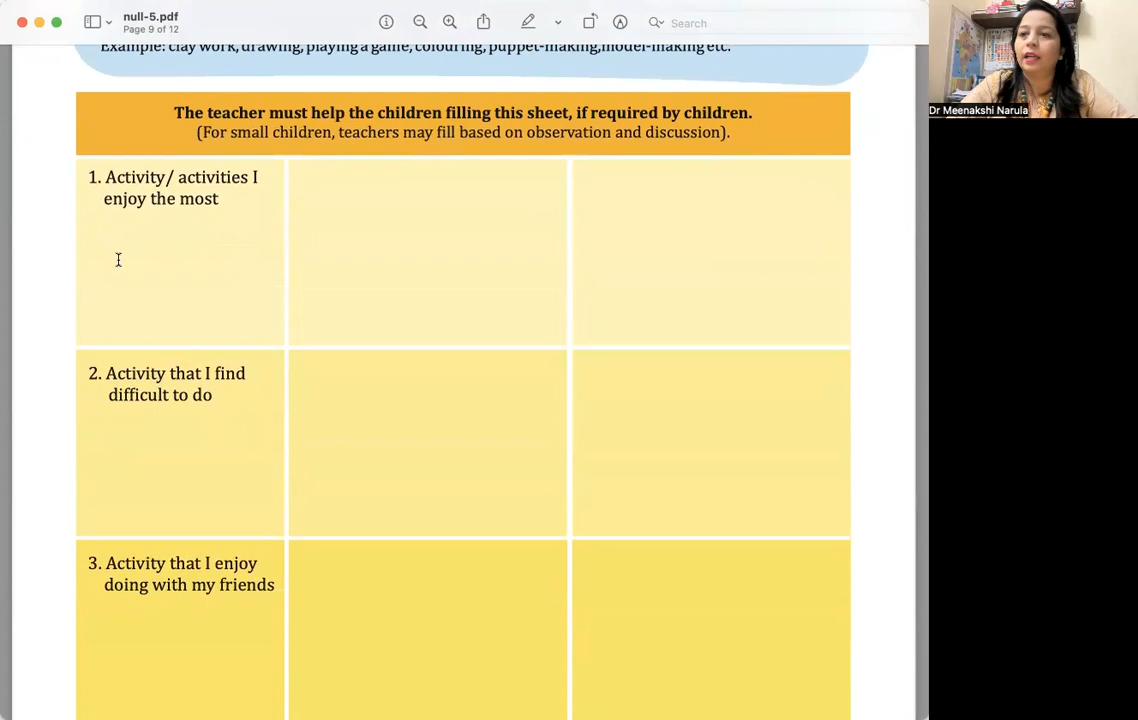 null-5.pdf
Page 9 of 12
Search
Example: clay work, drawing, playing a game, colouring, puppet-making,model-making etc.
The teacher must help the children filling this sheet, if required by children.
(For small children, teachers may fill based on observation and discussion).
1. Activity/ activities I
enjoy the most
2. Activity that I find
difficult to do
3. Activity that I enjoy
doing with my friends
Dr Meenakshi Narula